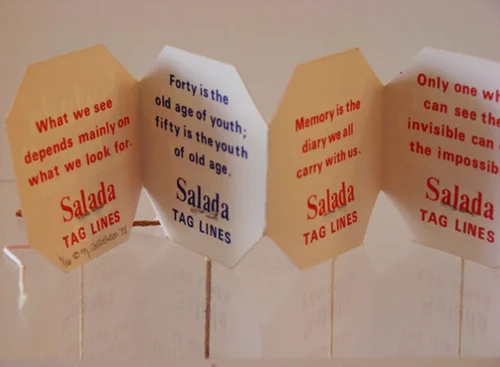 What we see
depends mainly on
what we look for.
Salada
TAG LINES
Forty is the
old age of youth;
fifty is the youth
of old age.
Salada
TAG LINES
Memory is the
diary we all
carry with us.
Salada
TAG LINES
Only one
can see the
invisible can
the
Salada
TAG LINES